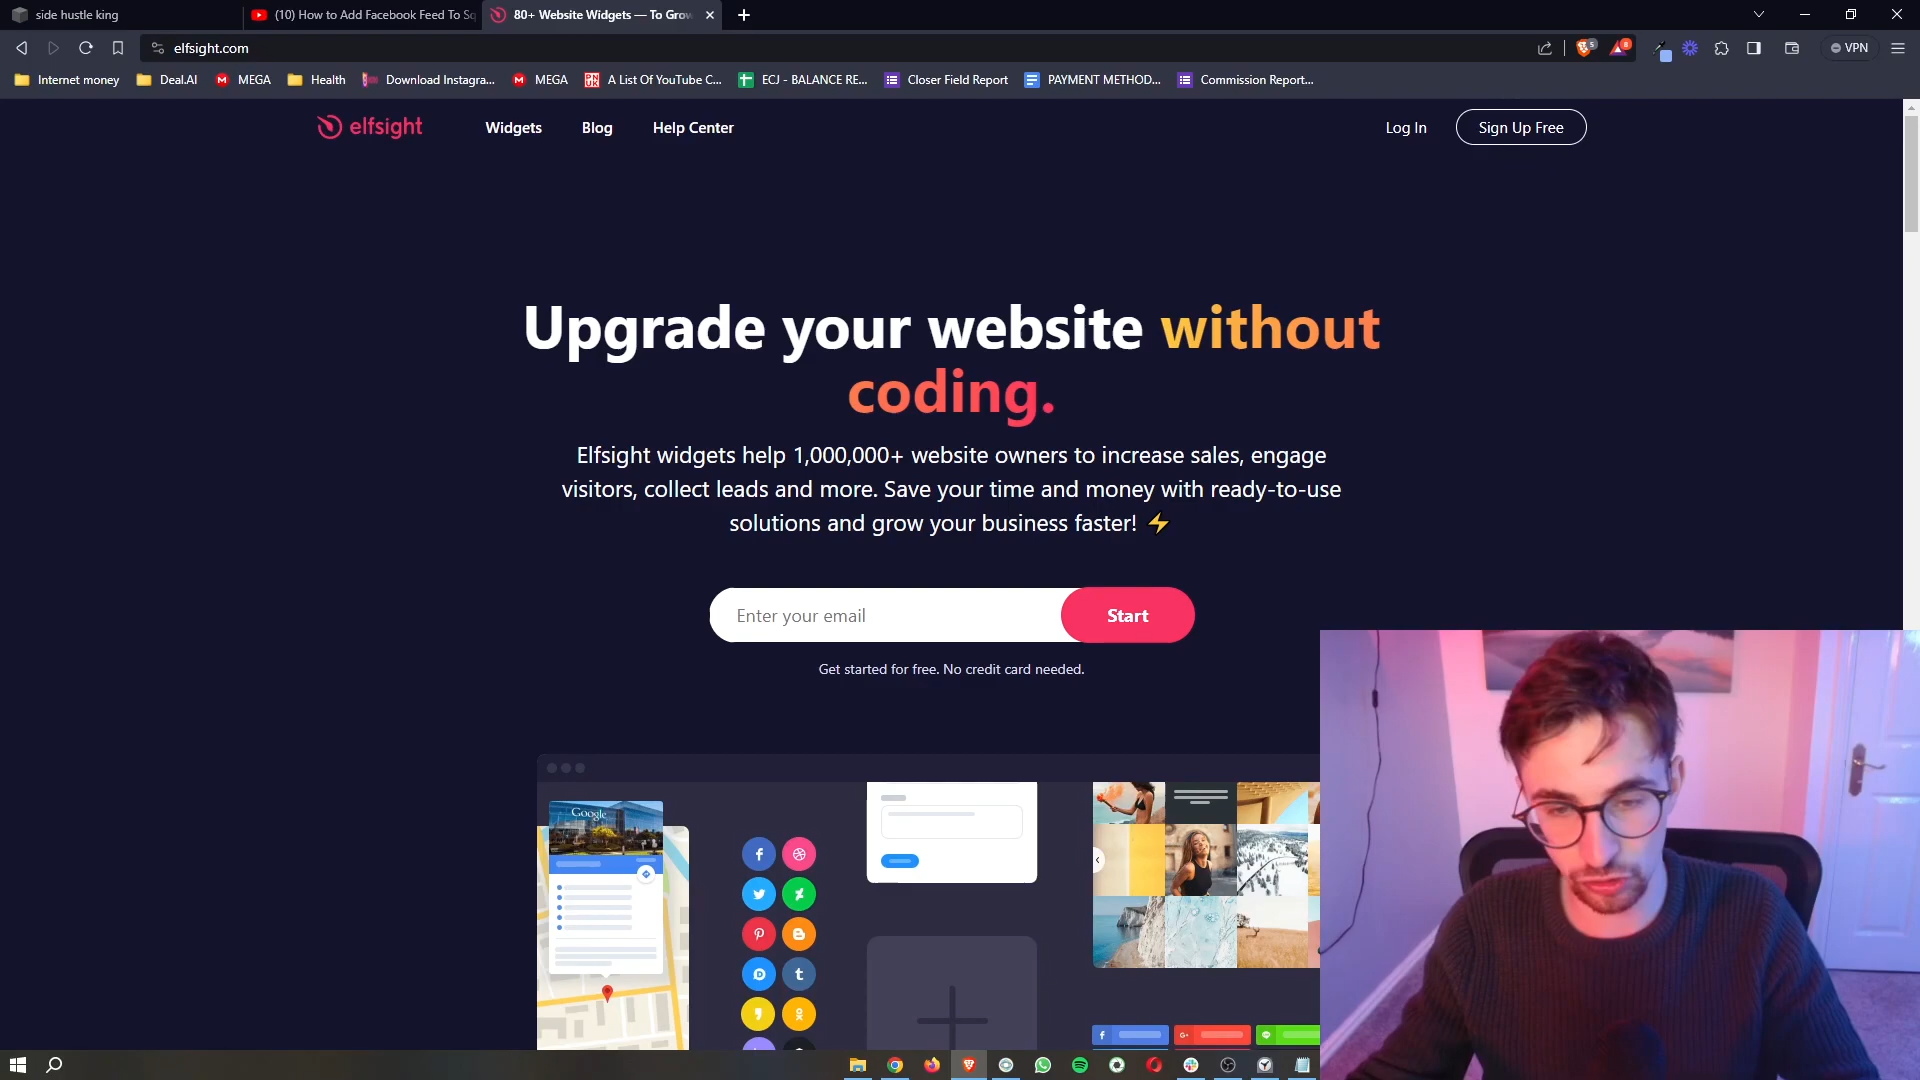 side hustle king
(10) How to Add Facebook Feed To Sq
80+ Website Widgets — To Grow
elfsight.com
VPN
Internet money
Deal.AI
MEGA
Health
Download Instagra...
MEGA
A List Of YouTube C...
ECJ - BALANCE RE...
Closer Field Report
PAYMENT METHOD...
Commission Report...
elfsight
Widgets
Blog
Help Center
Log In
Sign Up Free
Upgrade your website without
coding.
Elfsight widgets help 1,000,000+ website owners to increase sales, engage
visitors, collect leads and more. Save your time and money with ready-to-use
solutions and grow your business faster! ⚡
Enter your email
Start
Get started for free. No credit card needed.
Google